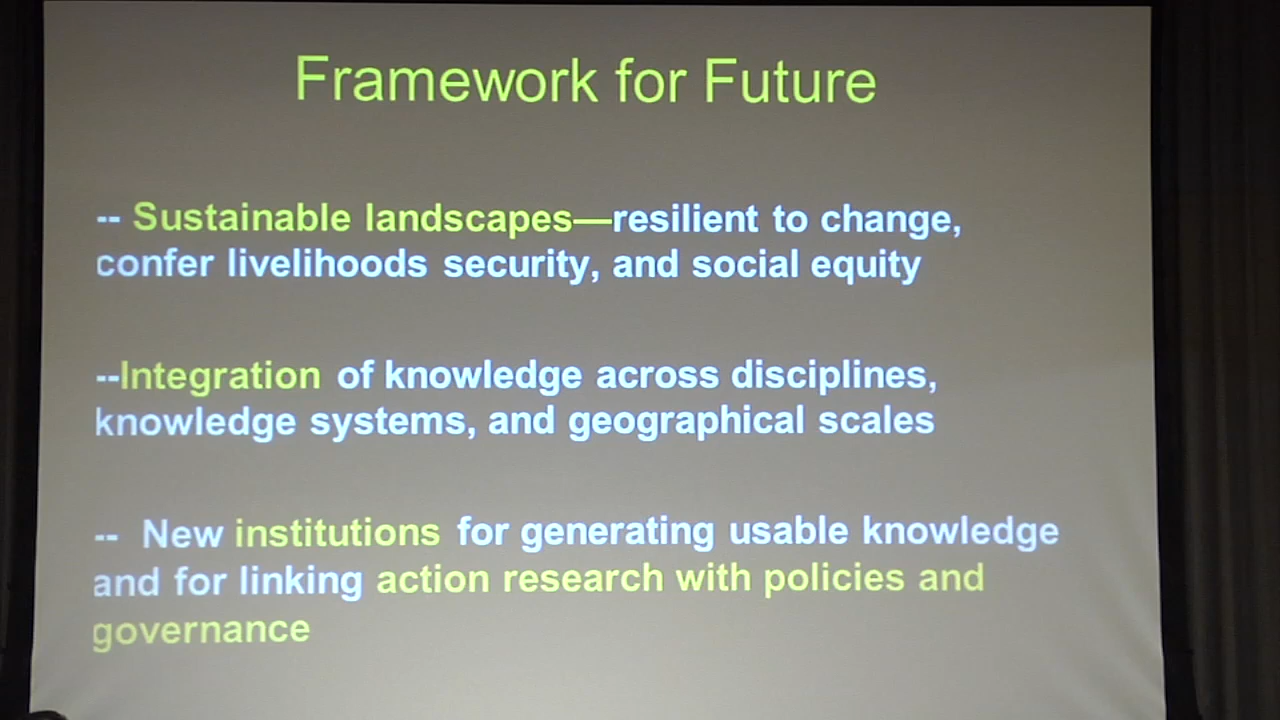 Framework for Future
-- Sustainable landscapes—resilient to change,
confer livelihoods security, and social equity
--Integration of knowledge across disciplines,
knowledge systems, and geographical scales
-- New institutions for generating usable knowledge
and for linking action research with policies and
governance